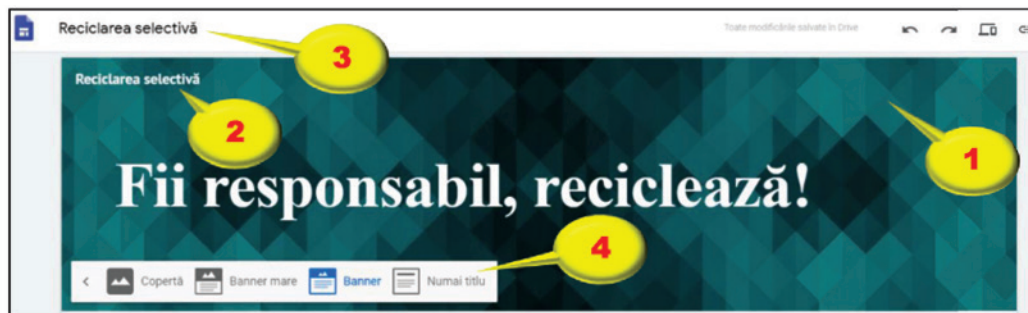 Reciclarea selectivă
Toate modificările salvate în Drive
3
Reciclarea selectivă
2
1
Fii responsabil, reciclează!
4
Copertă Banner mare Banner Numai titlu